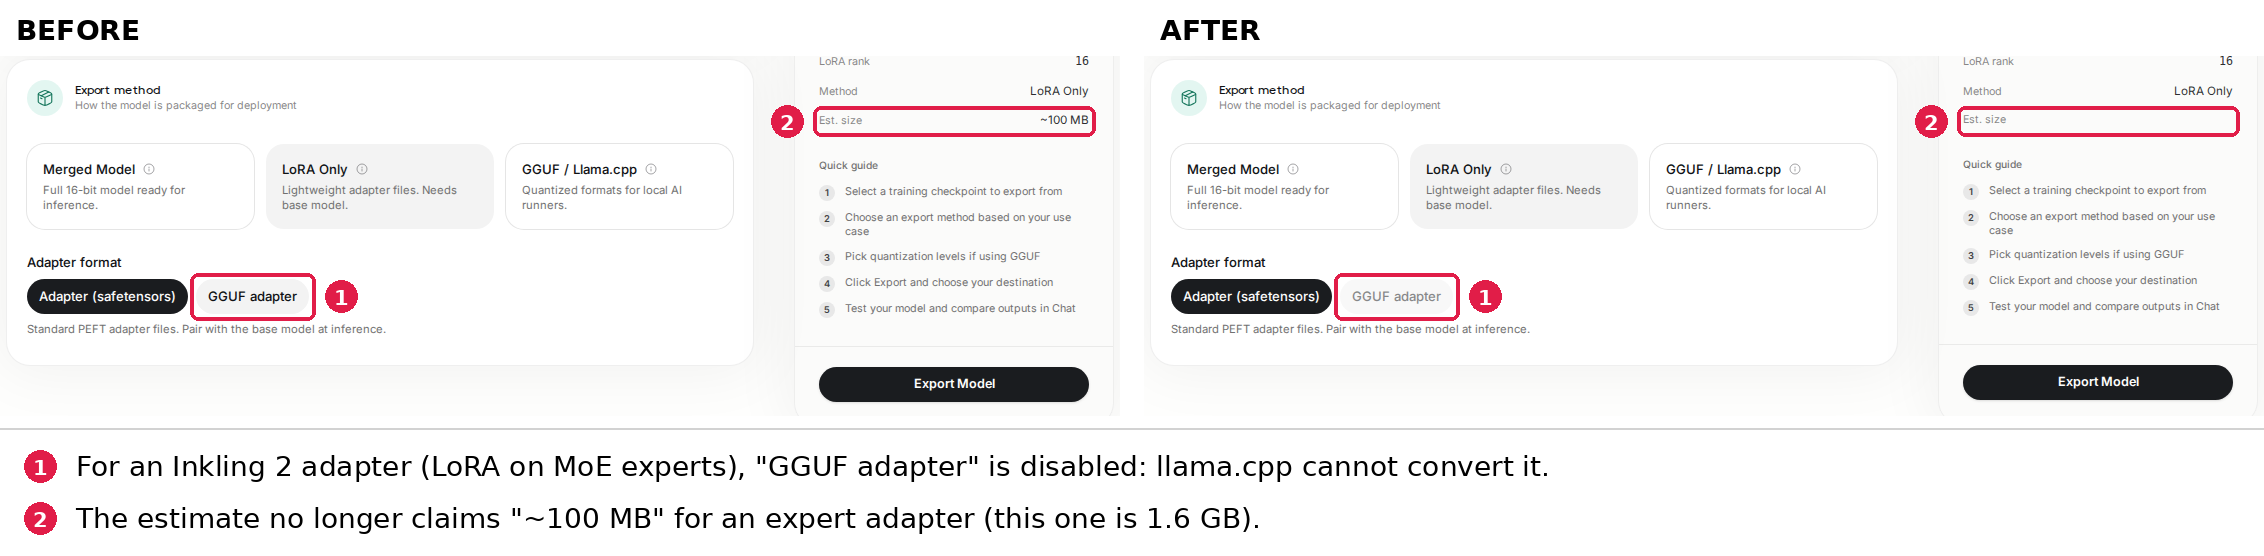 BEFORE
Export method
How the model is packaged for deployment
Merged Model
Full 16-bit model ready for
inference.
LoRA Only
Lightweight adapter files. Needs
base model.
GGUF / Llama.cpp
Quantized formats for local AI
runners.
Adapter format
Adapter (safetensors)
GGUF adapter
1
Standard PEFT adapter files. Pair with the base model at inference.
LoRA rank 16
Method LoRA Only
2
Est. size ~100 MB
Quick guide
1 Select a training checkpoint to export from
2 Choose an export method based on your use
case
3 Pick quantization levels if using GGUF
4 Click Export and choose your destination
5 Test your model and compare outputs in Chat
Export Model
AFTER
Export method
How the model is packaged for deployment
Merged Model
Full 16-bit model ready for
inference.
LoRA Only
Lightweight adapter files. Needs
base model.
GGUF / Llama.cpp
Quantized formats for local AI
runners.
Adapter format
Adapter (safetensors)
GGUF adapter
1
Standard PEFT adapter files. Pair with the base model at inference.
LoRA rank 16
Method LoRA Only
2
Est. size
Quick guide
1 Select a training checkpoint to export from
2 Choose an export method based on your use
case
3 Pick quantization levels if using GGUF
4 Click Export and choose your destination
5 Test your model and compare outputs in Chat
Export Model
1 For an Inkling 2 adapter (LoRA on MoE experts), "GGUF adapter" is disabled: llama.cpp cannot convert it.
2 The estimate no longer claims "~100 MB" for an expert adapter (this one is 1.6 GB).